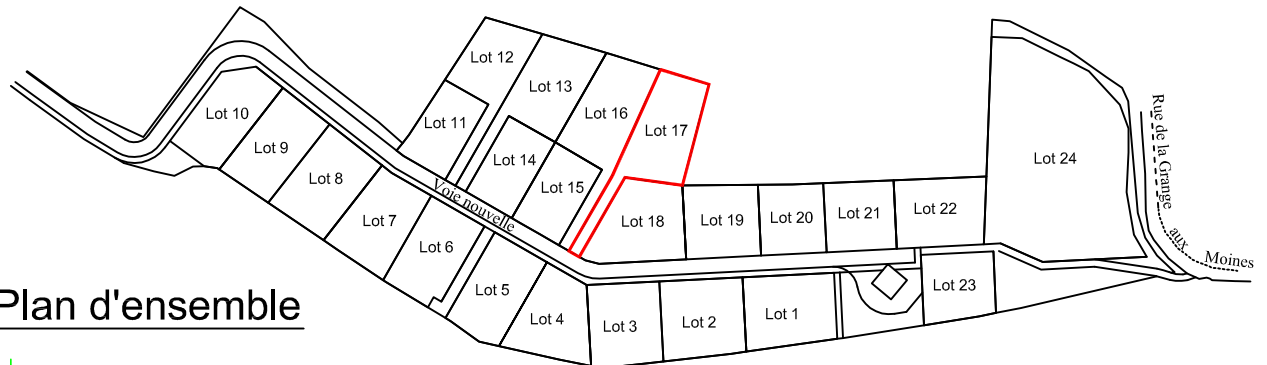 Lot 12
Lot 13
Lot 16
Lot 17
Lot 10
Lot 11
Lot 9
Lot 14
Lot 8
Lot 15
Lot 24
Rue de la Grange
aux
Moines
Voie nouvelle
Lot 7
Lot 6
Lot 18
Lot 19
Lot 20
Lot 21
Lot 22
Lot 5
Lot 4
Lot 3
Lot 2
Lot 1
Lot 23
Plan d'ensemble